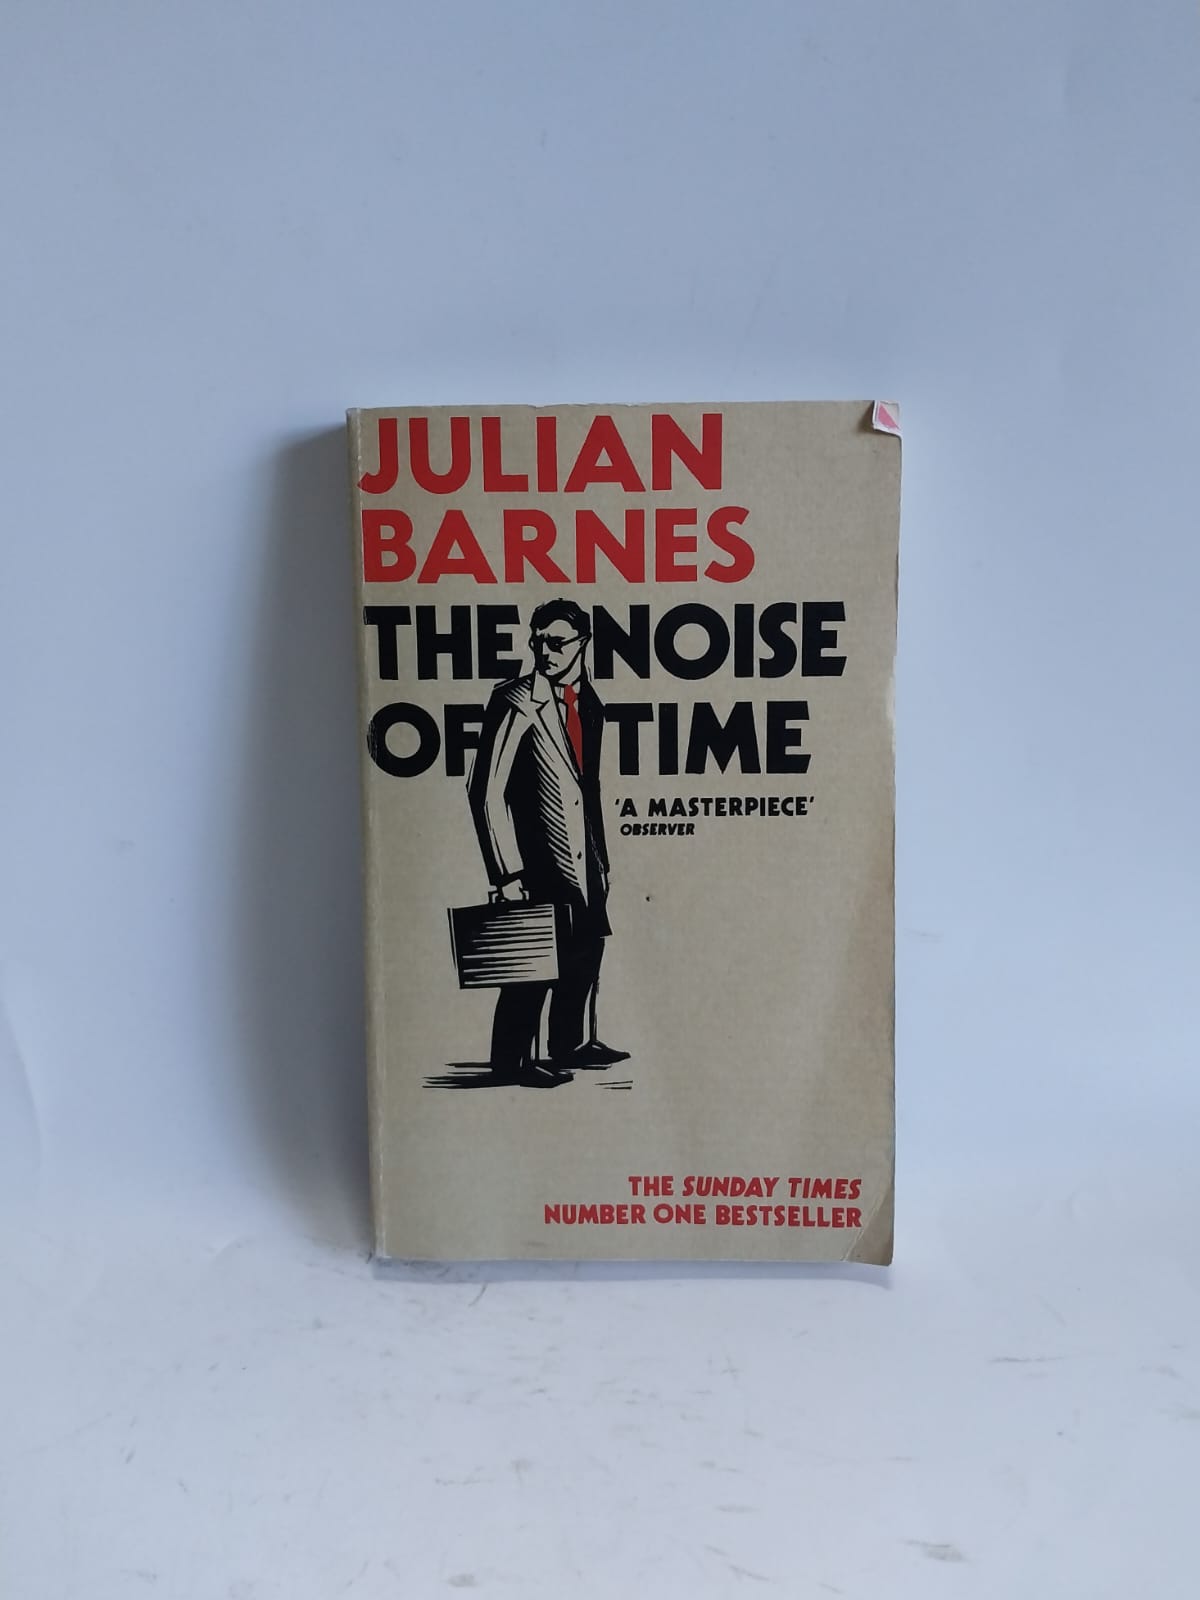 JULIAN
BARNES
THE NOISE
OF TIME
'A MASTERPIECE'
OBSERVER
THE SUNDAY TIMES
NUMBER ONE BESTSELLER